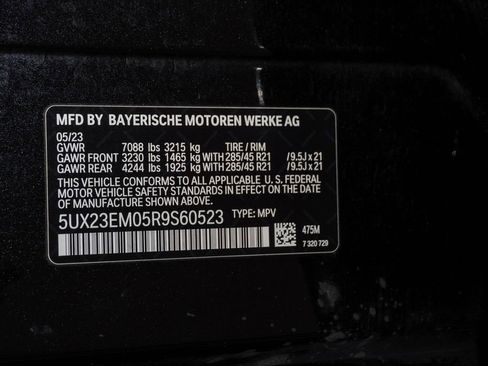 MFD BY BAYERISCHE MOTOREN WERKE AG
05/23
GVWR 7088 lbs 3215 kg TIRE / RIM
GAWR FRONT 3230 lbs 1465 kg WITH 285/45 R21 /9.5J x 21
GAWR REAR 4244 lbs 1925 kg WITH 285/45 R21 /9.5J x 21
THIS VEHICLE CONFORMS TO ALL APPLICABLE U. S. FEDERAL
MOTOR VEHICLE SAFETY STANDARDS IN EFFECT ON THE DATE OF
MANUFACTURE SHOWN ABOVE.
5UX23EM05R9S60523 TYPE: MPV
475M
7 320 729